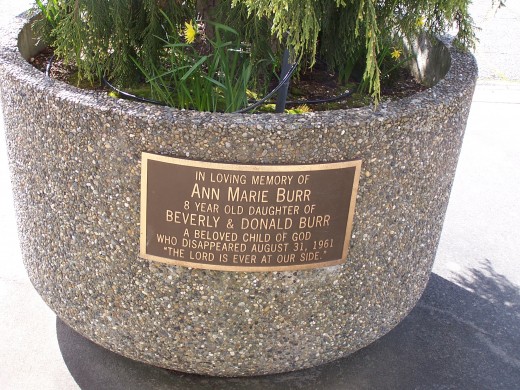 IN LOVING MEMORY OF
ANN MARIE BURR
8 YEAR OLD DAUGHTER OF
BEVERLY & DONALD BURR
A BELOVED CHILD OF GOD
WHO DISAPPEARED AUGUST 31, 1961
"THE LORD IS EVER AT OUR SIDE."